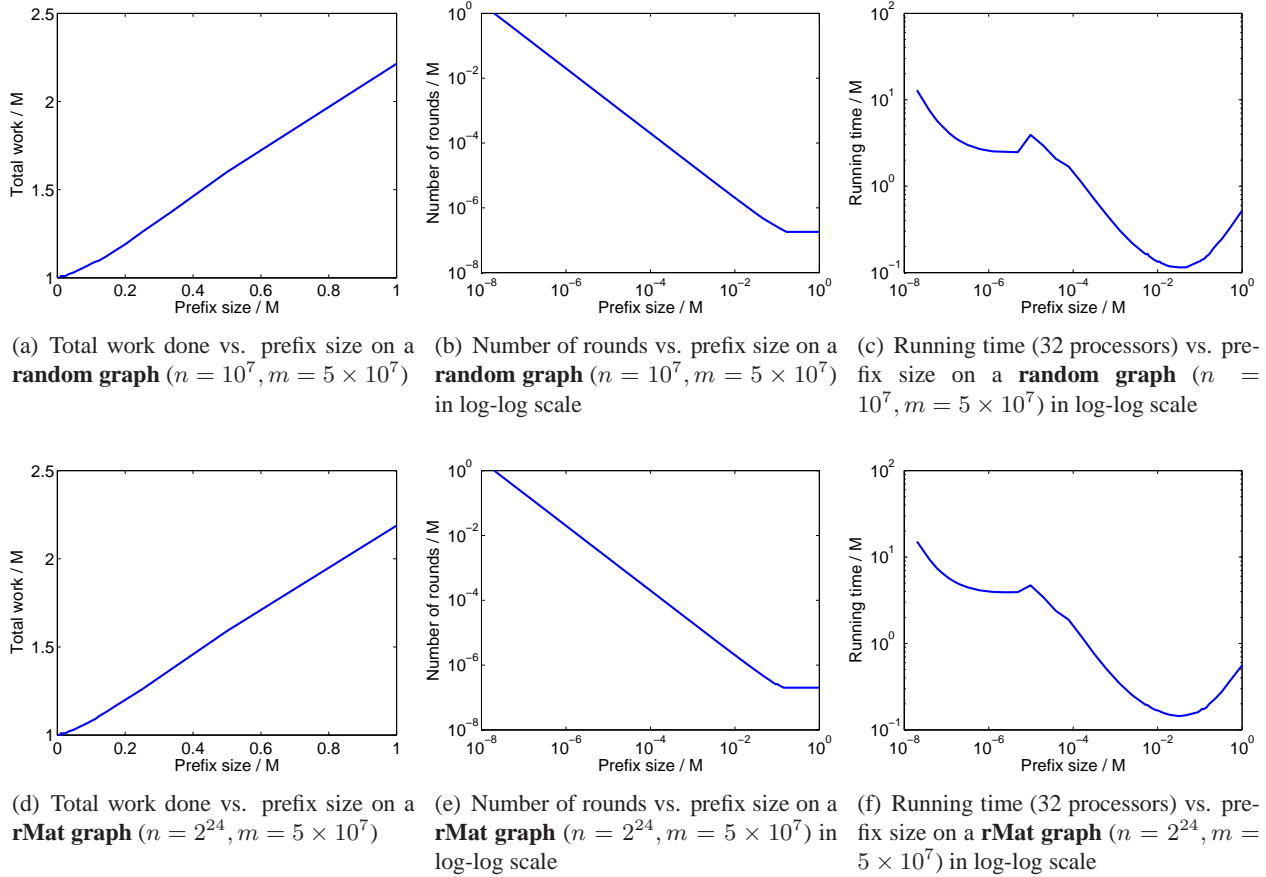 2.5
2
1.5
1
Total work / M
0 0.2 0.4 0.6 0.8 1
Prefix size / M
(a) Total work done vs. prefix size on a
random graph (n = 10^7, m = 5 × 10^7)
10^0
10^−2
10^−4
10^−6
10^−8
Number of rounds / M
10^−8 10^−6 10^−4 10^−2 10^0
Prefix size / M
(b) Number of rounds vs. prefix size on a
random graph (n = 10^7, m = 5 × 10^7)
in log-log scale
10^2
10^1
10^0
10^−1
Running time / M
10^−8 10^−6 10^−4 10^−2 10^0
Prefix size / M
(c) Running time (32 processors) vs. pre-
fix size on a random graph (n =
10^7, m = 5 × 10^7) in log-log scale
2.5
2
1.5
1
Total work / M
0 0.2 0.4 0.6 0.8 1
Prefix size / M
(d) Total work done vs. prefix size on a
rMat graph (n = 2^24, m = 5 × 10^7)
10^0
10^−2
10^−4
10^−6
10^−8
Number of rounds / M
10^−8 10^−6 10^−4 10^−2 10^0
Prefix size / M
(e) Number of rounds vs. prefix size on a
rMat graph (n = 2^24, m = 5 × 10^7) in
log-log scale
10^2
10^1
10^0
10^−1
Running time / M
10^−8 10^−6 10^−4 10^−2 10^0
Prefix size / M
(f) Running time (32 processors) vs. pre-
fix size on a rMat graph (n = 2^24, m =
5 × 10^7) in log-log scale